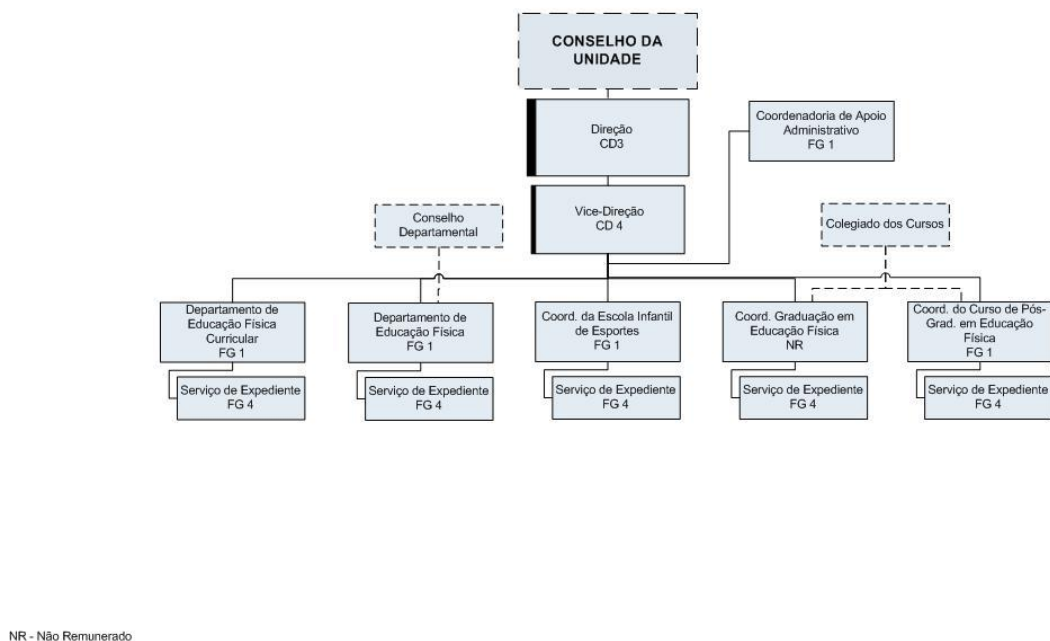 CONSELHO DA
UNIDADE
Direção
CD3
Coordenadoria de Apoio
Administrativo
FG 1
Vice-Direção
CD 4
Conselho
Departamental
Colegiado dos Cursos
Departamento de
Educação Física
Curricular
FG 1
Departamento de
Educação Física
FG 1
Coord. da Escola Infantil
de Esportes
FG 1
Coord. Graduação em
Educação Física
NR
Coord. do Curso de Pós-
Grad. em Educação
Física
FG 1
Serviço de Expediente
FG 4
Serviço de Expediente
FG 4
Serviço de Expediente
FG 4
Serviço de Expediente
FG 4
Serviço de Expediente
FG 4
NR - Não Remunerado